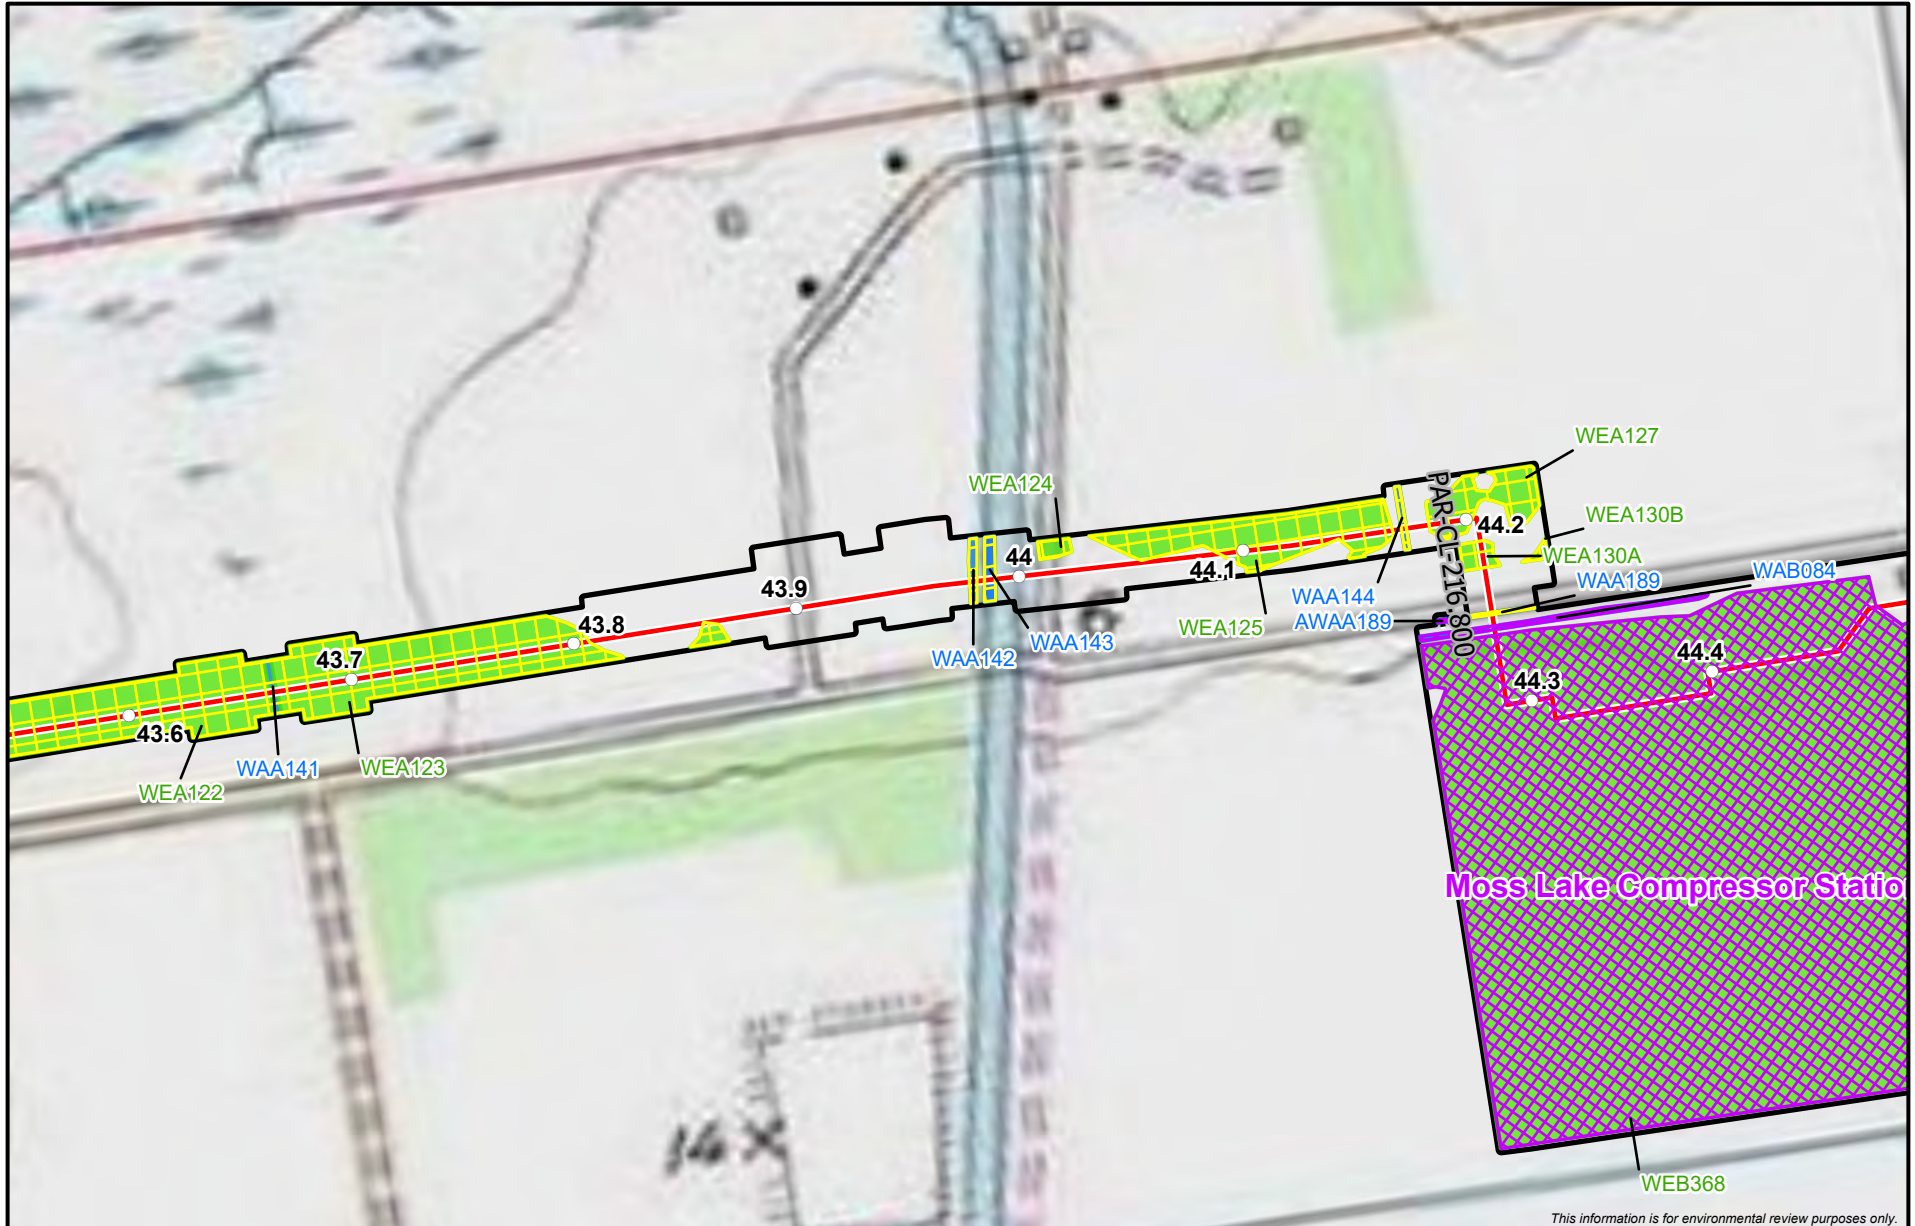 WEA127
WEA124
PAR-CL-216.800
WEA130B
44.2
44
WEA130A
44.1
WAA189
WAB084
43.9
WAA144
AWAA189
43.8
WEA125
WAA143
WAA142
43.7
44.4
44.3
43.6
WAA141
WEA123
WEA122
Moss Lake Compressor Statio
14 X
WEB368
This information is for environmental review purposes only.